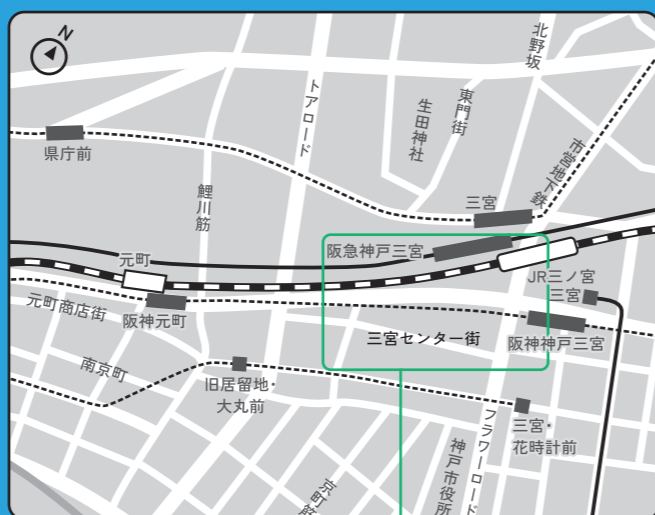 N
北野坂
トアロード
東門街
生田神社
市営地下鉄
県庁前
鯉川筋
三宮
阪急神戸三宮
元町
JR三ノ宮
三宮
元町商店街
阪神元町
三宮センター街
阪神神戸三宮
南京町
旧居留地・
大丸前
三宮・
花時計前
フラワーロード
神戸市役所
京町筋